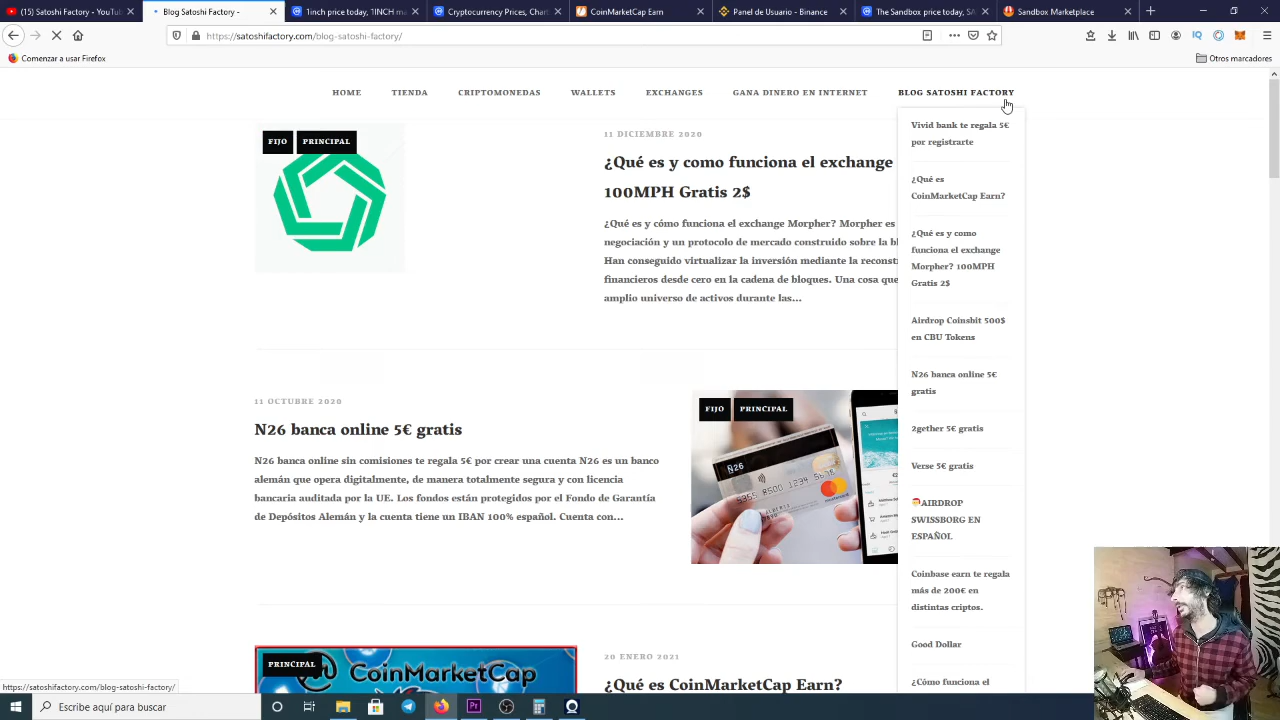 (15) YouTube - YouTube
Blog Satoshi Factory
1inch price today, 1INCH ma
Cryptocurrency Prices, Chart
CoinMarketCap Earn
Panel de Usuario - Binance
The Sandbox price today, SA
The Sandbox Marketplace
https://satoshifactory.com/blog-satoshi-factory/
Comenzar a usar Firefox
Otros marcadores
HOME
TIENDA
CRIPTOMONEDAS
WALLETS
EXCHANGES
GANA DINERO EN INTERNET
BLOG SATOSHI FACTORY
FIJO
PRINCIPAL
11 DICIEMBRE 2020
¿Qué es y como funciona el exchange
100MPH Gratis 2$
¿Qué es y cómo funciona el exchange Morpher? Morpher es
negociación y un protocolo de mercado construido sobre la bl
Han conseguido virtualizar la inversión mediante la reconst
financieros desde cero en la cadena de bloques. Una cosa que
amplio universo de activos durante las...
11 OCTUBRE 2020
N26 banca online 5€ gratis
N26 banca online sin comisiones te regala 5€ por crear una cuenta N26 es un banco
alemán que opera digitalmente, de manera totalmente segura y con licencia
bancaria auditada por la UE. Los fondos están protegidos por el Fondo de Garantía
de Depósitos Alemán y la cuenta tiene un IBAN 100% español. Cuenta con...
FIJO
PRINCIPAL
N26
PRINCIPAL
CoinMarketCap
20 ENERO 2021
¿Qué es CoinMarketCap Earn?
Vivid bank te regala 5€
por registrarte
¿Qué es
CoinMarketCap Earn?
¿Qué es y como
funciona el exchange
Morpher? 100MPH
Gratis 2$
Airdrop Coinsbit 500$
en CBU Tokens
N26 banca online 5€
gratis
2gether 5€ gratis
Verse 5€ gratis
🎅AIRDROP
SWISSBORG EN
ESPAÑOL
Coinbase earn te regala
más de 200€ en
distintas criptos.
Good Dollar
¿Cómo funciona el
https://satoshifactory.com/blog-satoshi-factory/
Escribe aquí para buscar